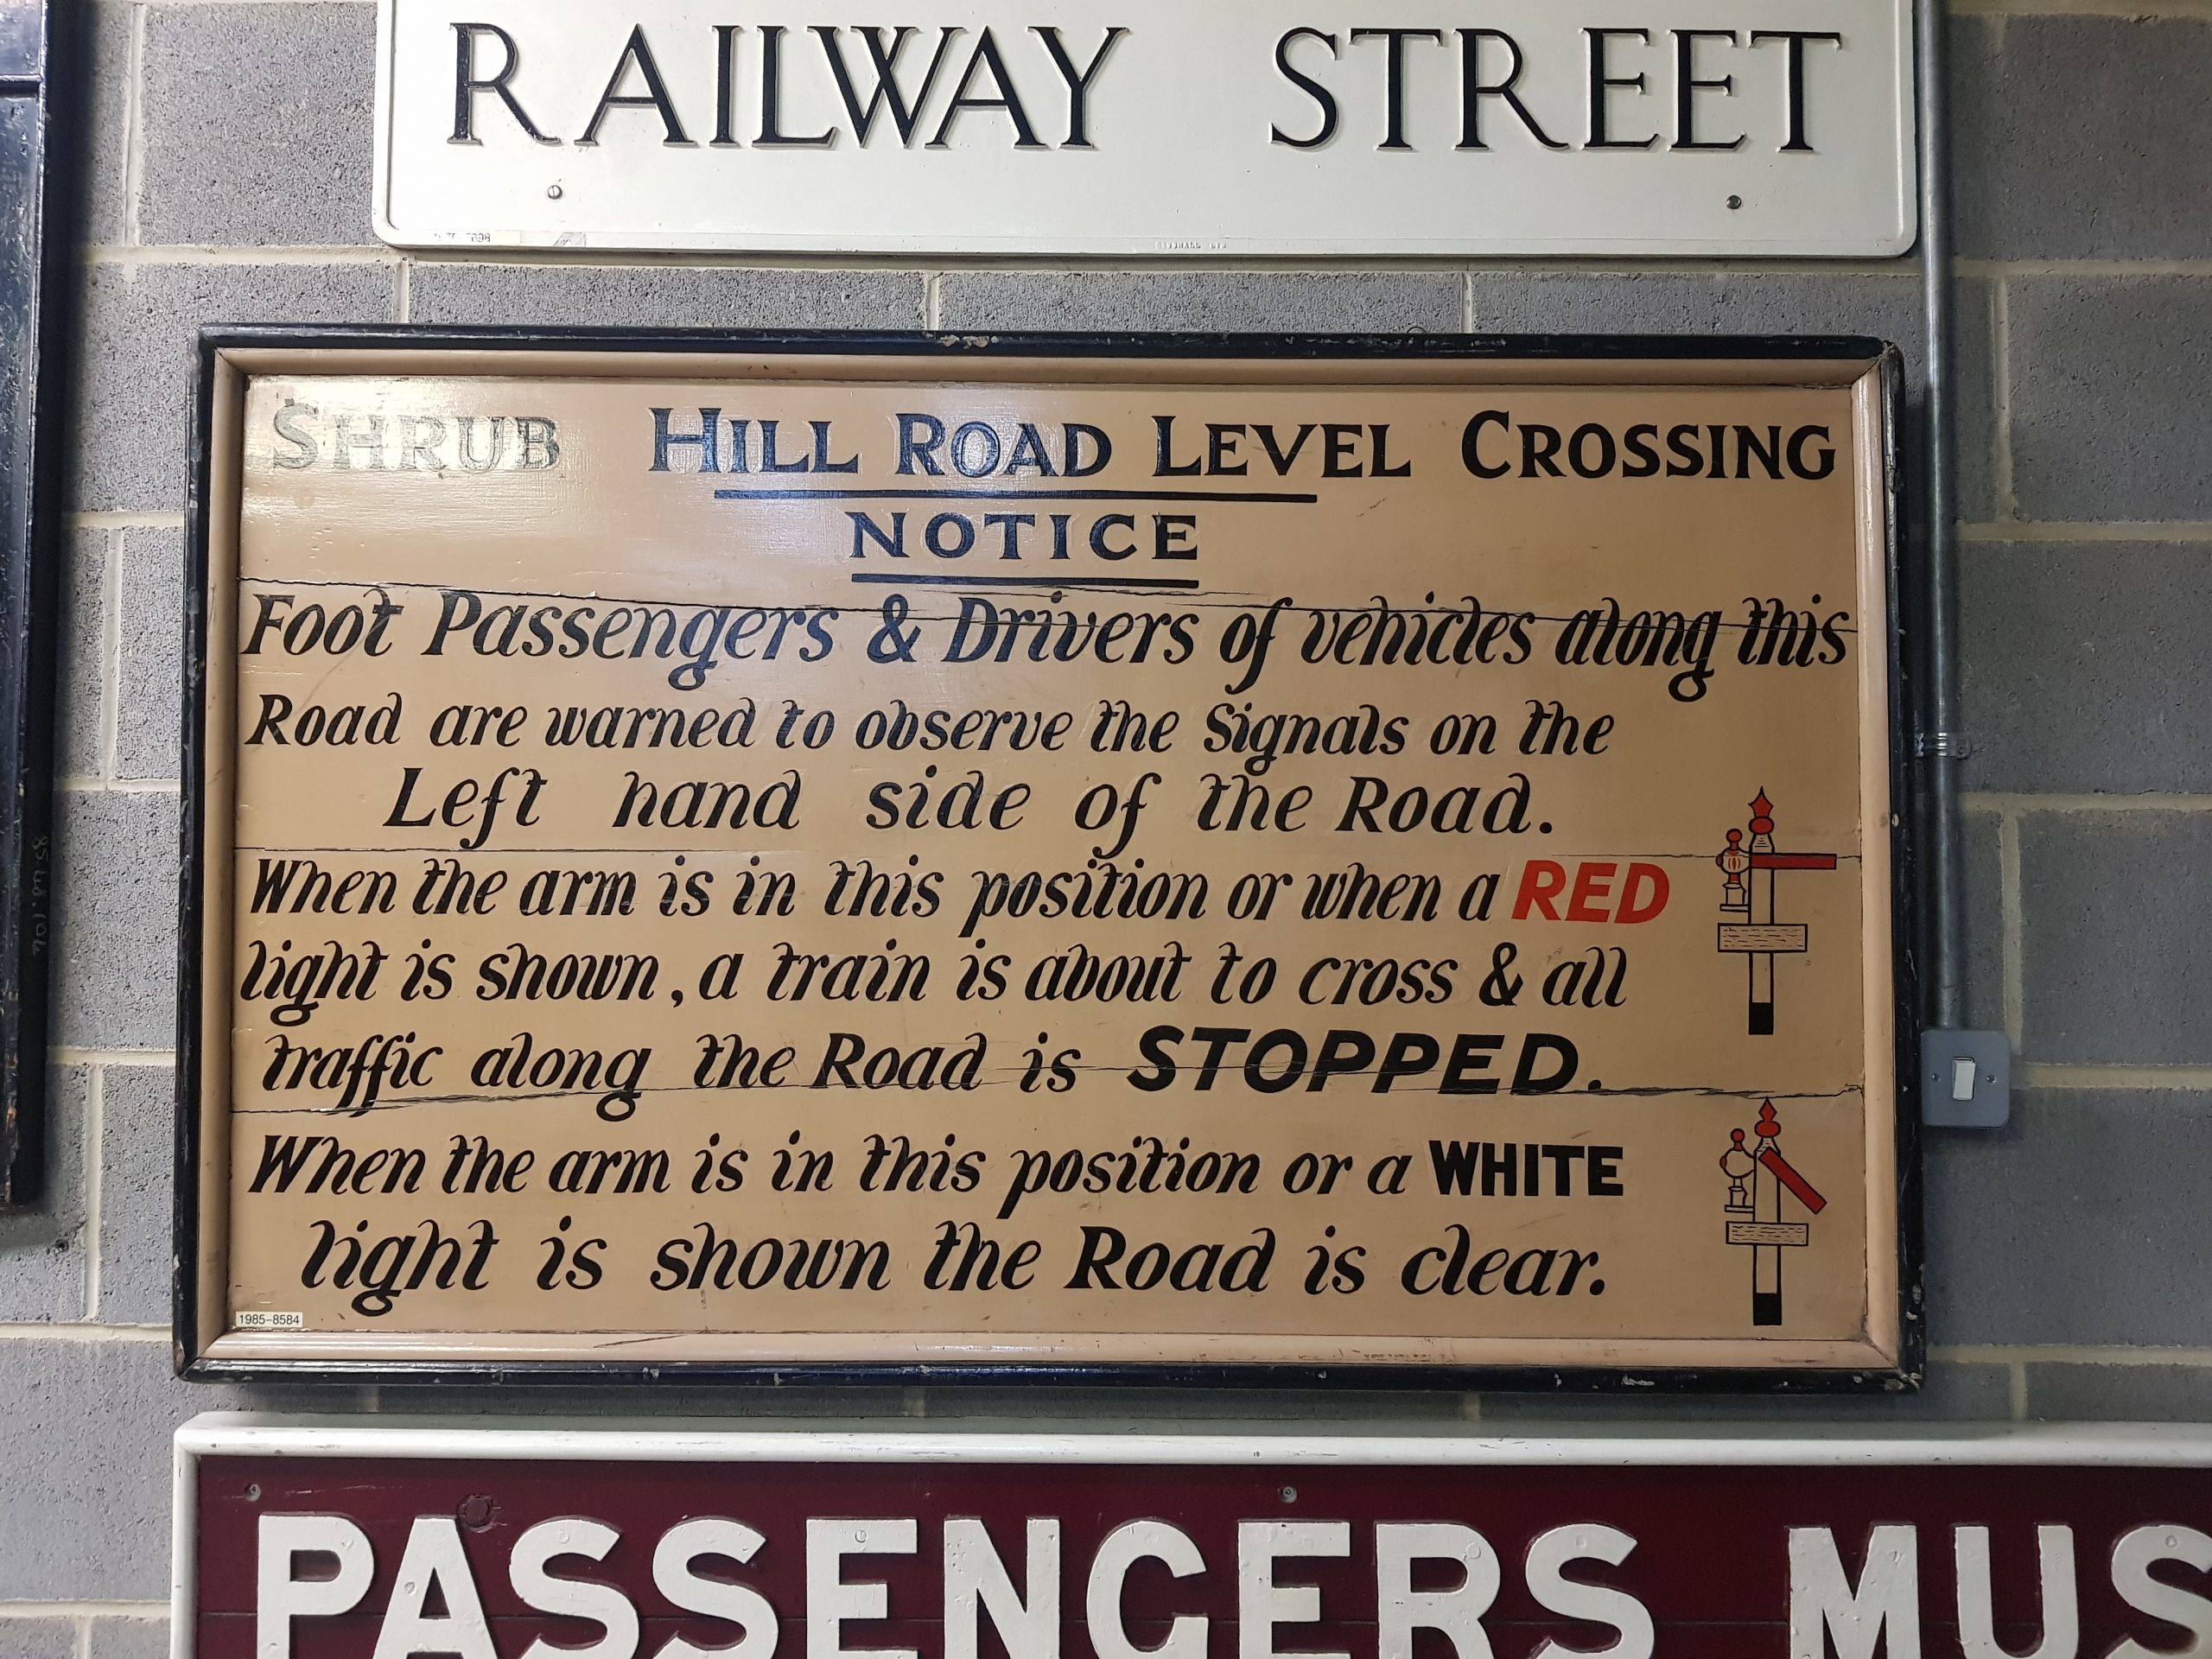 RAILWAY STREET
SHRUB HILL ROAD LEVEL CROSSING
NOTICE
Foot Passengers & Drivers of vehicles along this
Road are warned to observe the Signals on the
Left hand side of the Road.
When the arm is in this position or when a RED
light is shown, a train is about to cross & all
traffic along the Road is STOPPED.
When the arm is in this position or a WHITE
light is shown the Road is clear.
1985-8584
PASSENGERS MUS